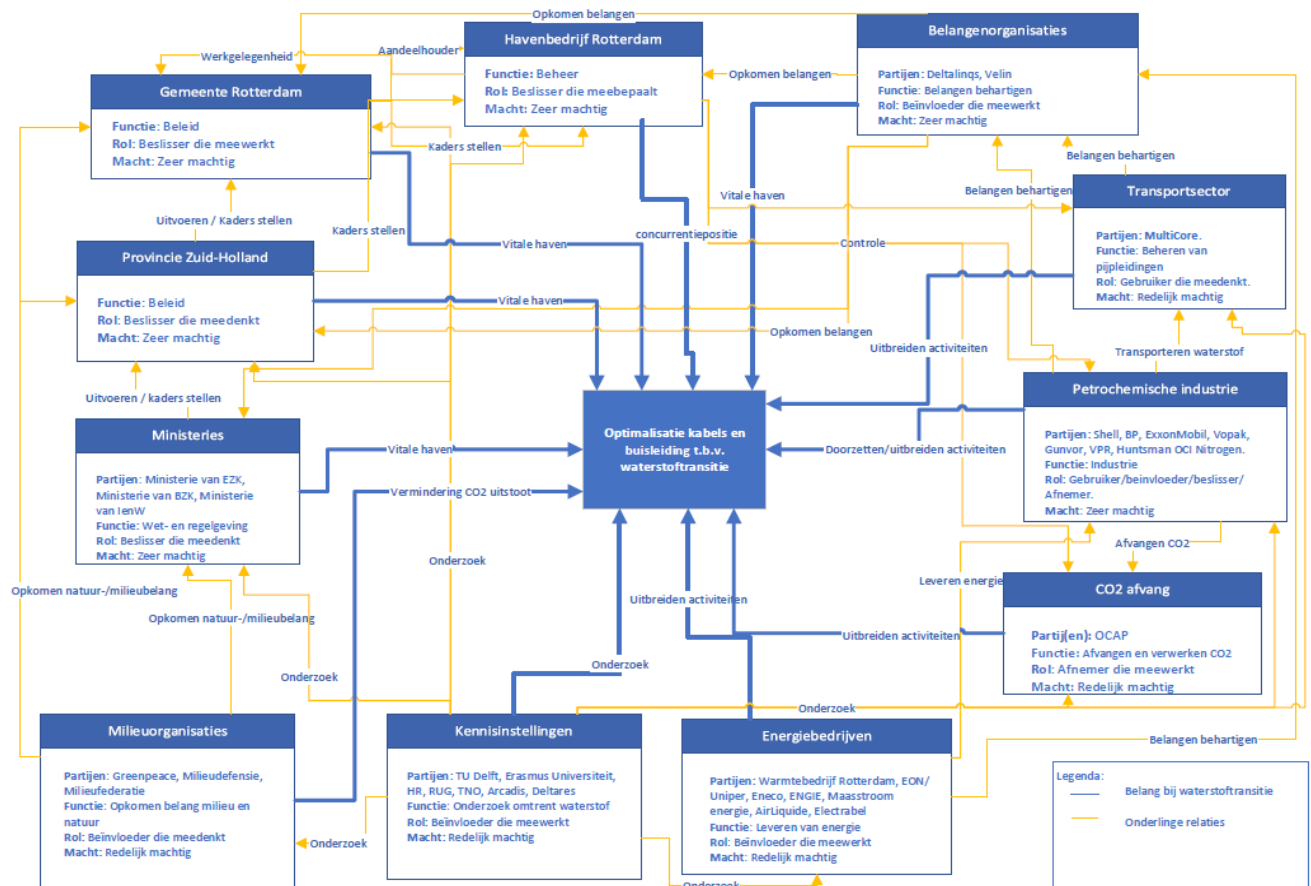 Opkomen belangen
Havenbedrijf Rotterdam
Functie: Beheer
Rol: Beslisser die meebepaalt
Macht: Zeer machtig
Belangenorganisaties
Partijen: Deltalinqs, Velin
Functie: Belangen behartigen
Rol: Beïnvloeder die meewerkt
Macht: Zeer machtig
Werkgelegenheid
Aandeelhouder
Opkomen belangen
Gemeente Rotterdam
Functie: Beleid
Rol: Beslisser die meewerkt
Macht: Zeer machtig
Kaders stellen
Belangen behartigen
Belangen behartigen
Vitale haven
Transportsector
Partijen: MultiCore.
Functie: Beheren van
pijpleidingen
Rol: Gebruiker die meedenkt.
Macht: Redelijk machtig
Uitvoeren / Kaders stellen
Kaders stellen
concurrentiepositie
Vitale haven
Controle
Provincie Zuid-Holland
Functie: Beleid
Rol: Beslisser die meedenkt
Macht: Zeer machtig
Vitale haven
Opkomen belangen
Uitbreiden activiteiten
Transporteren waterstof
Uitvoeren / kaders stellen
Petrochemische industrie
Partijen: Shell, BP, ExxonMobil, Vopak,
Gunvor, VPR, Huntsman OCI Nitrogen.
Functie: Industrie
Rol: Gebruiker/beinvloeder/beslisser/
Afnemer.
Macht: Zeer machtig
Ministeries
Partijen: Ministerie van EZK,
Ministerie van BZK, Ministerie
van IenW
Functie: Wet- en regelgeving
Rol: Beslisser die meedenkt
Macht: Zeer machtig
Vitale haven
Optimalisatie kabels en
buisleiding t.b.v.
waterstoftransitie
Doorzetten/uitbreiden activiteiten
Vermindering CO2 uitstoot
Afvangen CO2
Onderzoek
Leveren energie
Opkomen natuur-/milieubelang
Uitbreiden activiteiten
CO2 afvang
Partij(en): OCAP
Functie: Afvangen en verwerken CO2
Rol: Afnemer die meewerkt
Macht: Redelijk machtig
Opkomen natuur-/milieubelang
Uitbreiden activiteiten
Onderzoek
Onderzoek
Onderzoek
Milieuorganisaties
Partijen: Greenpeace, Milieudefensie,
Milieufederatie
Functie: Opkomen belang milieu en
natuur
Rol: Beïnvloeder die meedenkt
Macht: Redelijk machtig
Onderzoek
Kennisinstellingen
Partijen: TU Delft, Erasmus Universiteit,
HR, RUG, TNO, Arcadis, Deltares
Functie: Onderzoek omtrent waterstof
Rol: Beïnvloeder die meewerkt
Macht: Redelijk machtig
Onderzoek
Energiebedrijven
Partijen: Warmtebedrijf Rotterdam, EON/
Uniper, Eneco, ENGIE, Maasstroom
energie, AirLiquide, Electrabel
Functie: Leveren van energie
Rol: Beïnvloeder die meewerkt
Macht: Redelijk machtig
Belangen behartigen
Legenda:
Belang bij waterstoftransitie
Onderlinge relaties